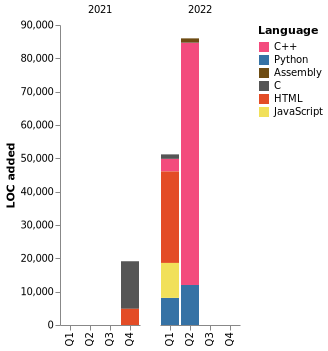 2021 2022
Language
C++
Python
Assembly
C
HTML
JavaScript
LOC added
90,000
80,000
70,000
60,000
50,000
40,000
30,000
20,000
10,000
0
Q1 Q2 Q3 Q4 Q1 Q2 Q3 Q4